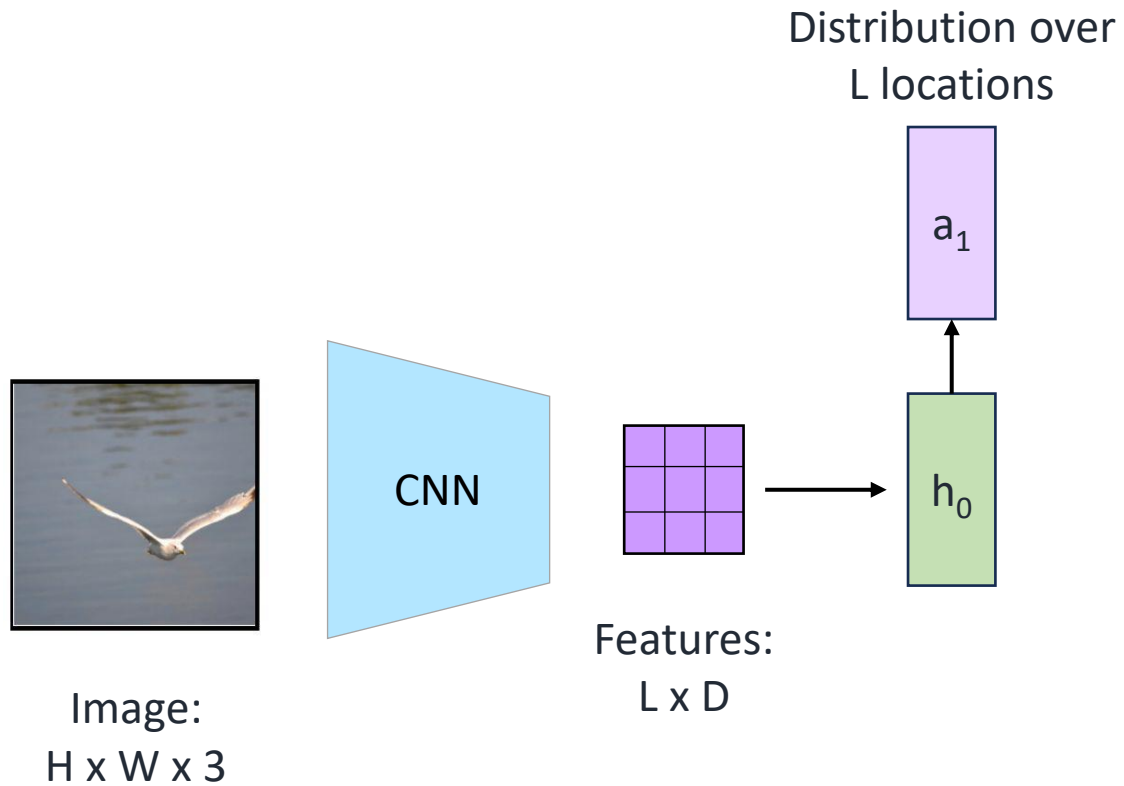 Distribution over
L locations
a₁
CNN
h₀
Features:
L x D
Image:
H x W x 3